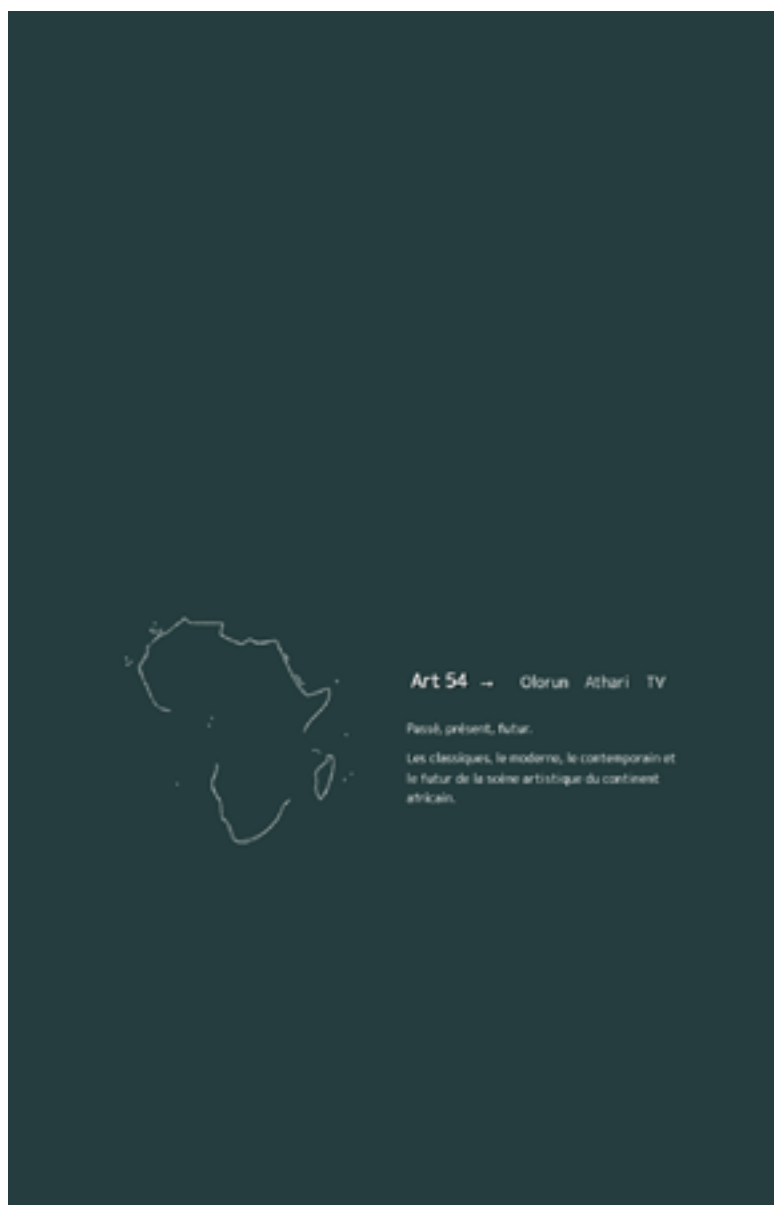 Art 54 → Olorun Athari TV
Passé, présent, futur.
Les classiques, le moderne, le contemporain et
le futur de la scène artistique du continent
africain.